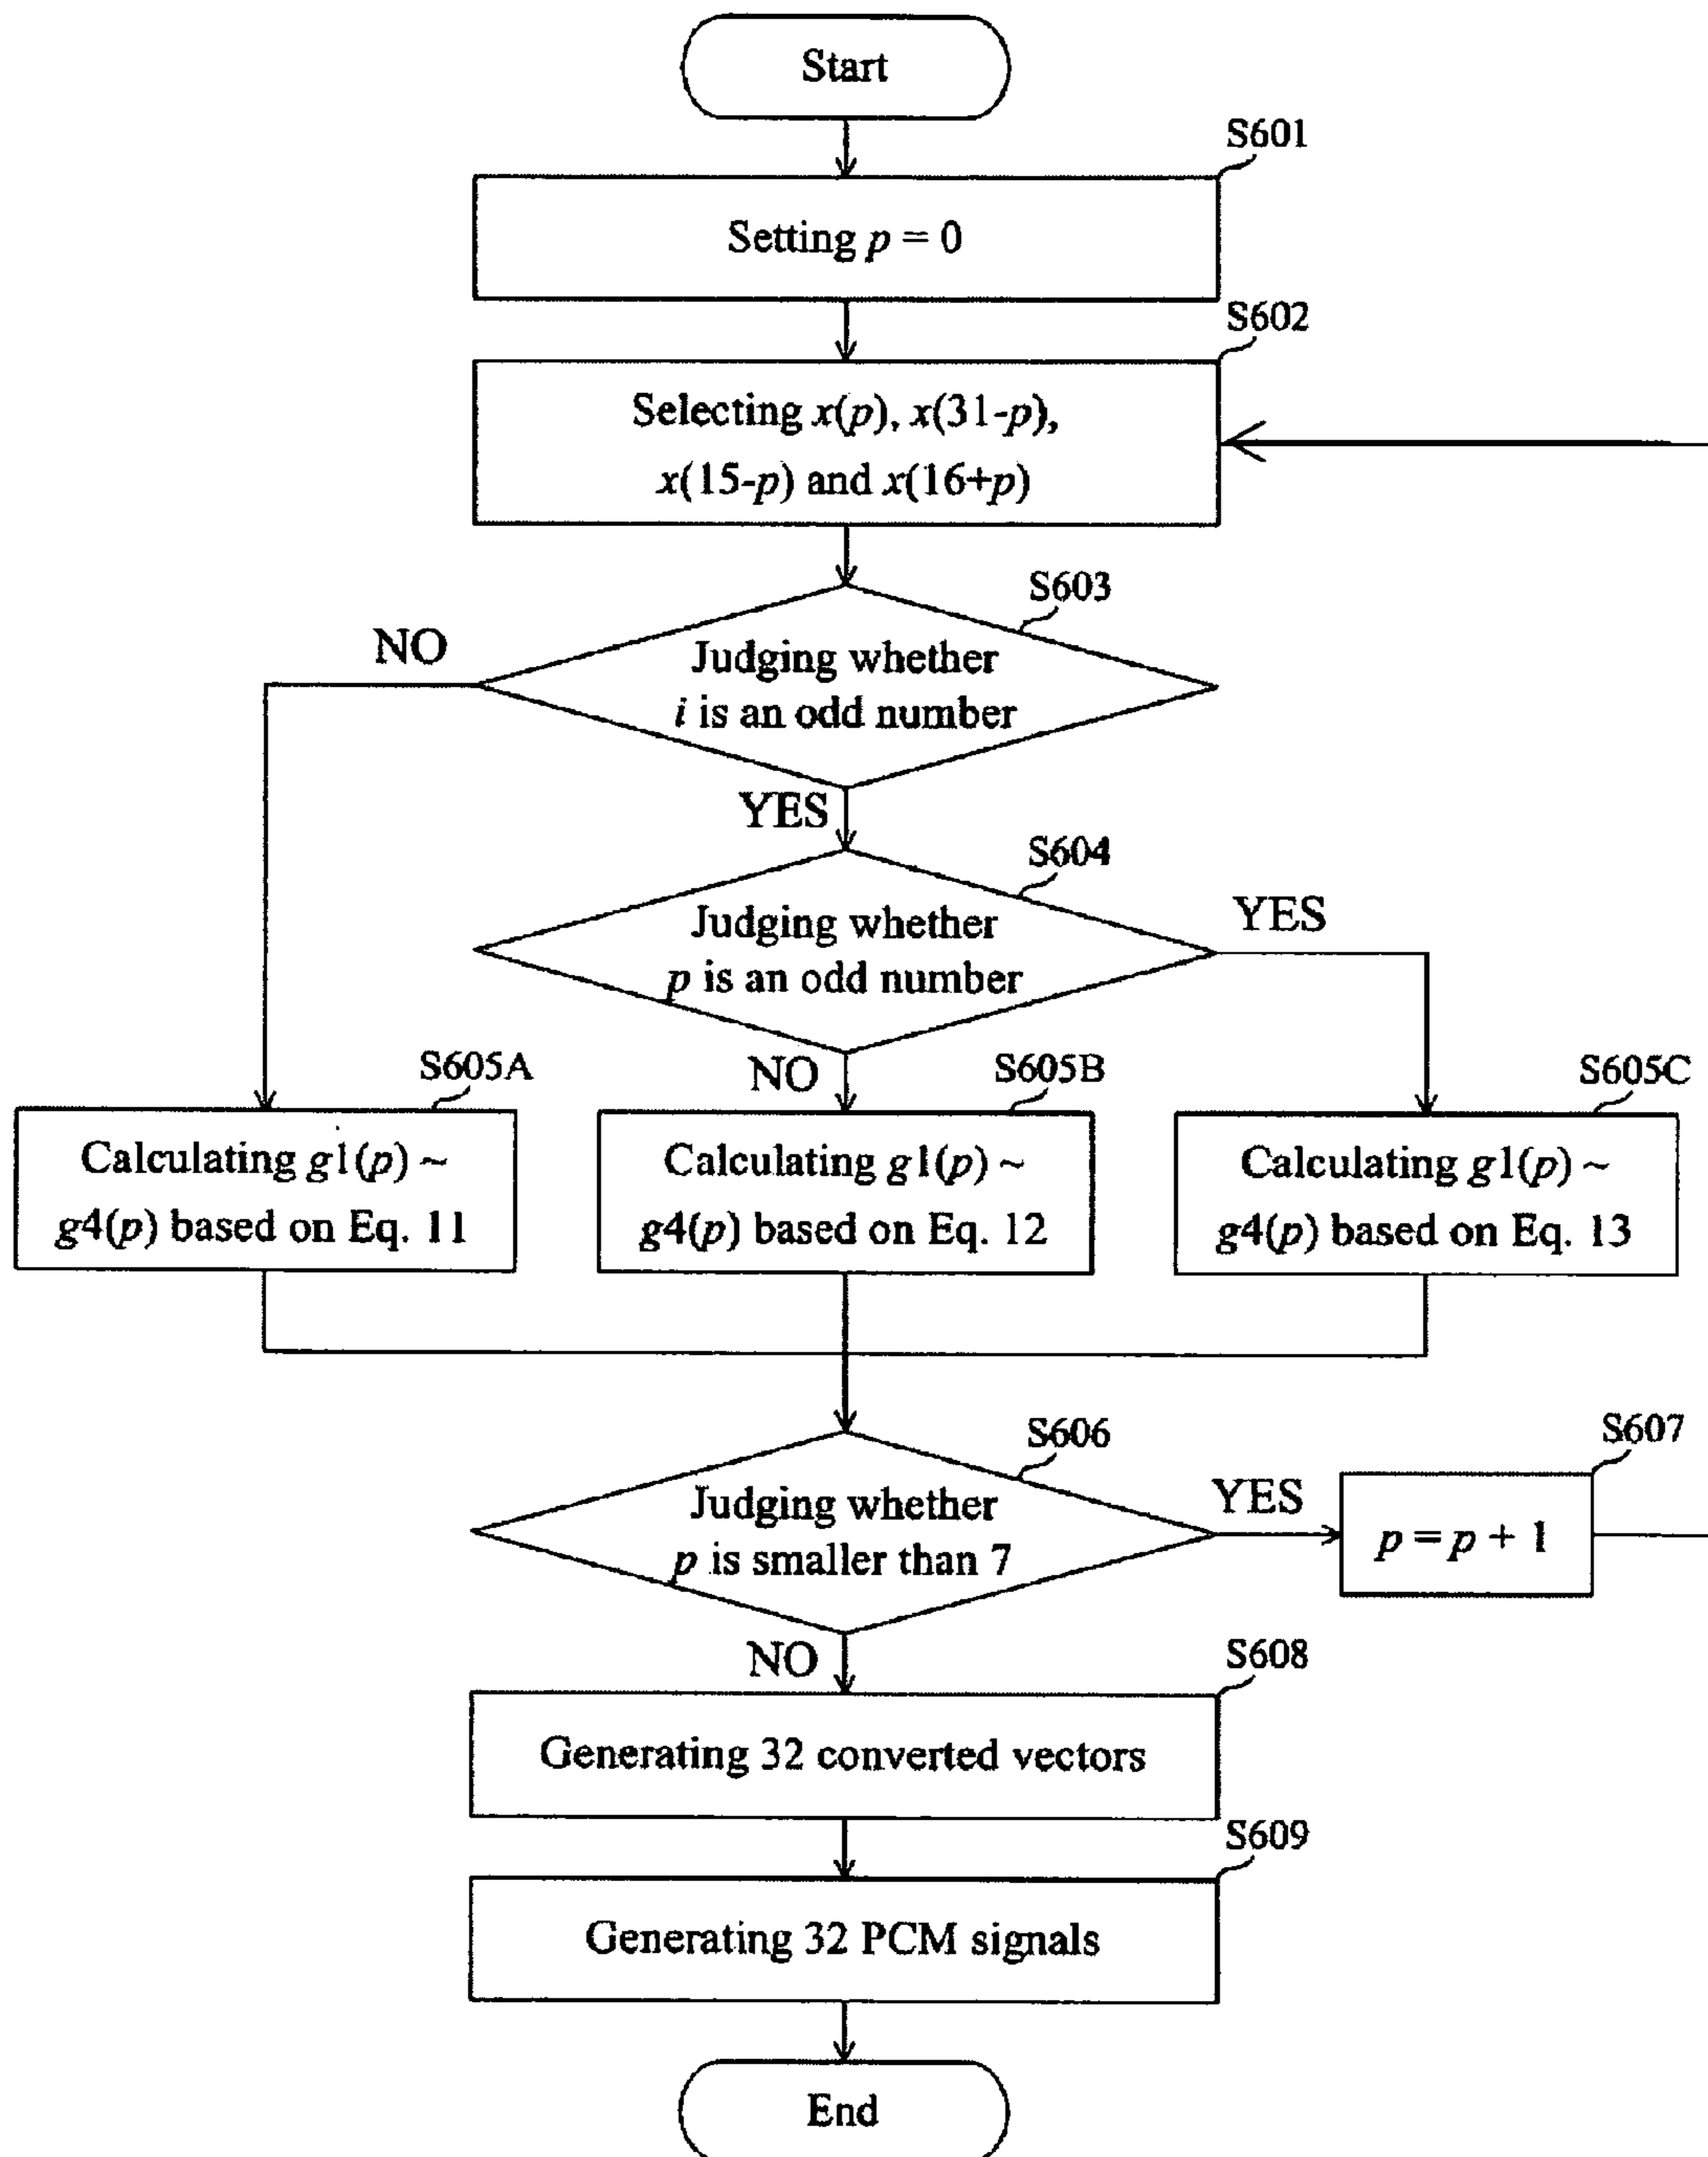 Start
S601
Setting p = 0
S602
Selecting x(p), x(31-p),
x(15-p) and x(16+p)
S603
NO
Judging whether
i is an odd number
YES
S604
Judging whether
p is an odd number
YES
NO
S605A
S605B
S605C
Calculating g1(p) ~
g4(p) based on Eq. 11
Calculating g1(p) ~
g4(p) based on Eq. 12
Calculating g1(p) ~
g4(p) based on Eq. 13
S606
S607
Judging whether
p is smaller than 7
YES
p = p + 1
NO
S608
Generating 32 converted vectors
S609
Generating 32 PCM signals
End